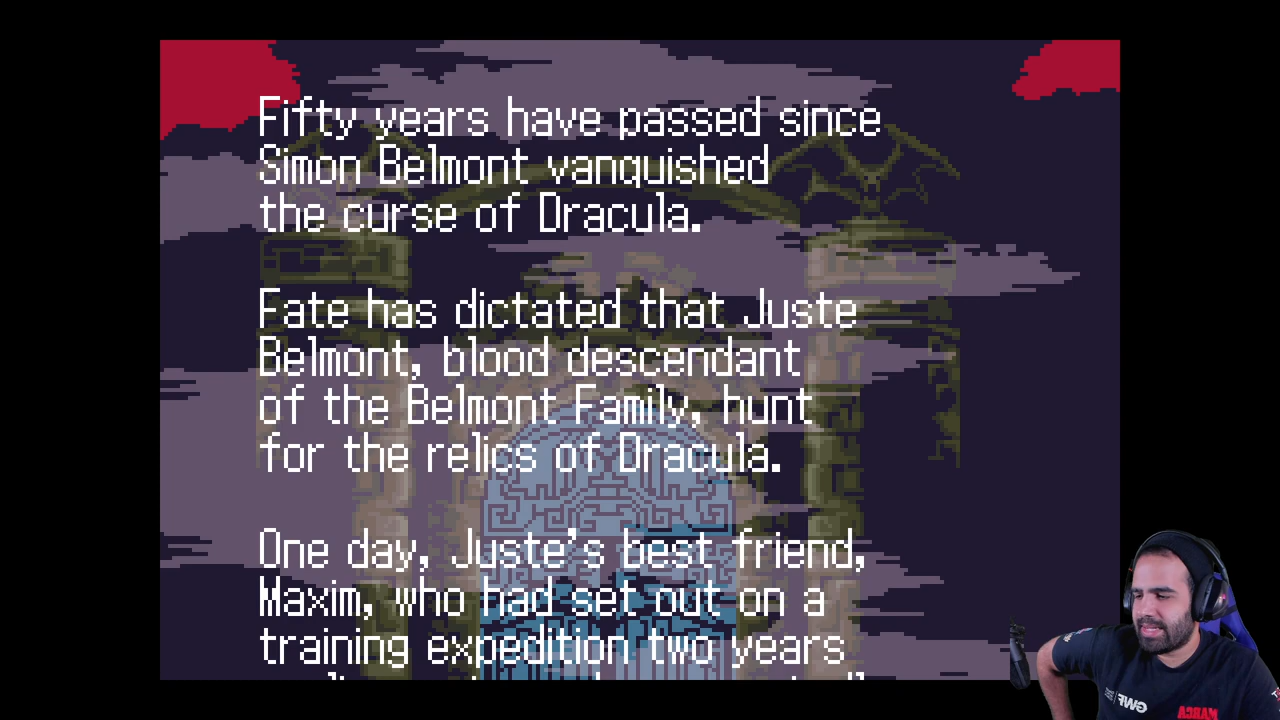 Fifty years have passed since
Simon Belmont vanquished
the curse of Dracula.
Fate has dictated that Juste
Belmont, blood descendant
of the Belmont Family, hunt
for the relics of Dracula.
One day, Juste's best friend,
Maxim, who had set out on a
training expedition two years
GWF
MARCA